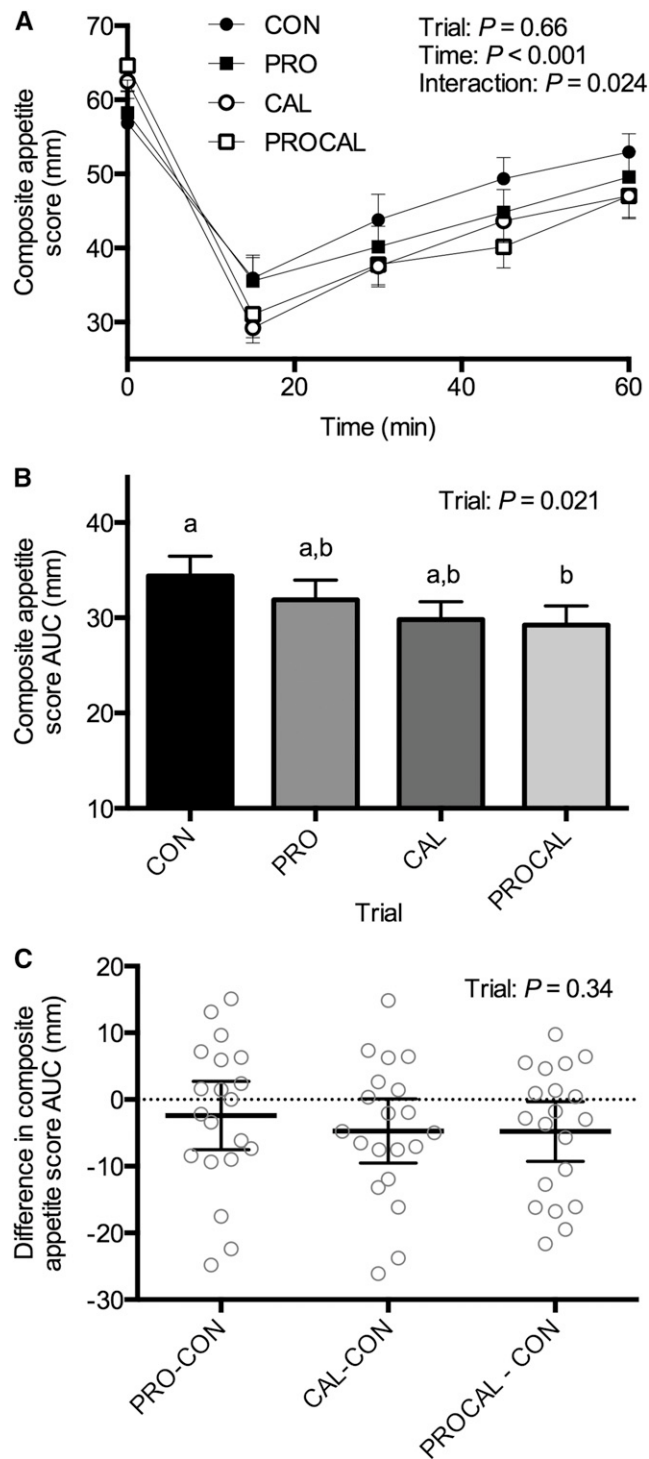 A
CON
PRO
CAL
PROCAL
Trial: P = 0.66
Time: P < 0.001
Interaction: P = 0.024
70
60
50
40
30
Composite appetite
score (mm)
0
20
40
60
Time (min)
B
Trial: P = 0.021
40
30
20
10
Composite appetite
score AUC (mm)
a
a,b
a,b
b
CON
PRO
CAL
PROCAL
Trial
C
Trial: P = 0.34
20
10
0
-10
-20
-30
Difference in composite
appetite score AUC (mm)
PRO-CON
CAL-CON
PROCAL - CON